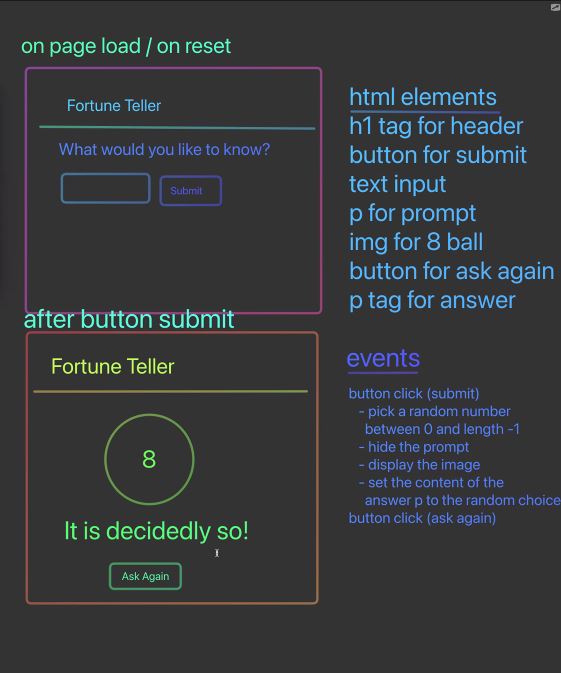 on page load / on reset
Fortune Teller
What would you like to know?
Submit
after button submit
Fortune Teller
8
It is decidedly so!
Ask Again
html elements
h1 tag for header
button for submit
text input
p for prompt
img for 8 ball
button for ask again
p tag for answer
events
button click (submit)
- pick a random number
between 0 and length -1
- hide the prompt
- display the image
- set the content of the
answer p to the random choice
button click (ask again)